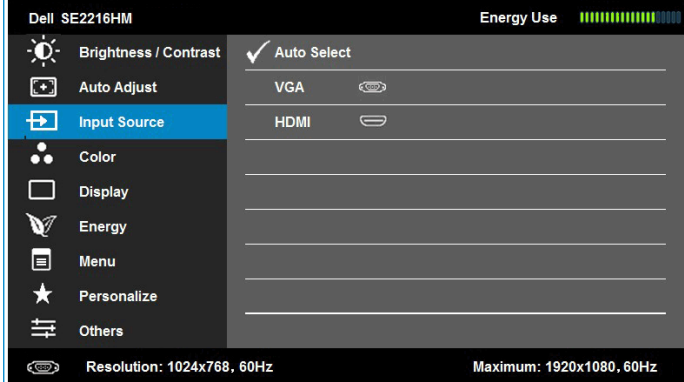 Dell SE2216HM
Energy Use
Brightness / Contrast
Auto Adjust
Input Source
Color
Display
Energy
Menu
Personalize
Others
Auto Select
VGA
HDMI
Resolution: 1024x768, 60Hz
Maximum: 1920x1080, 60Hz